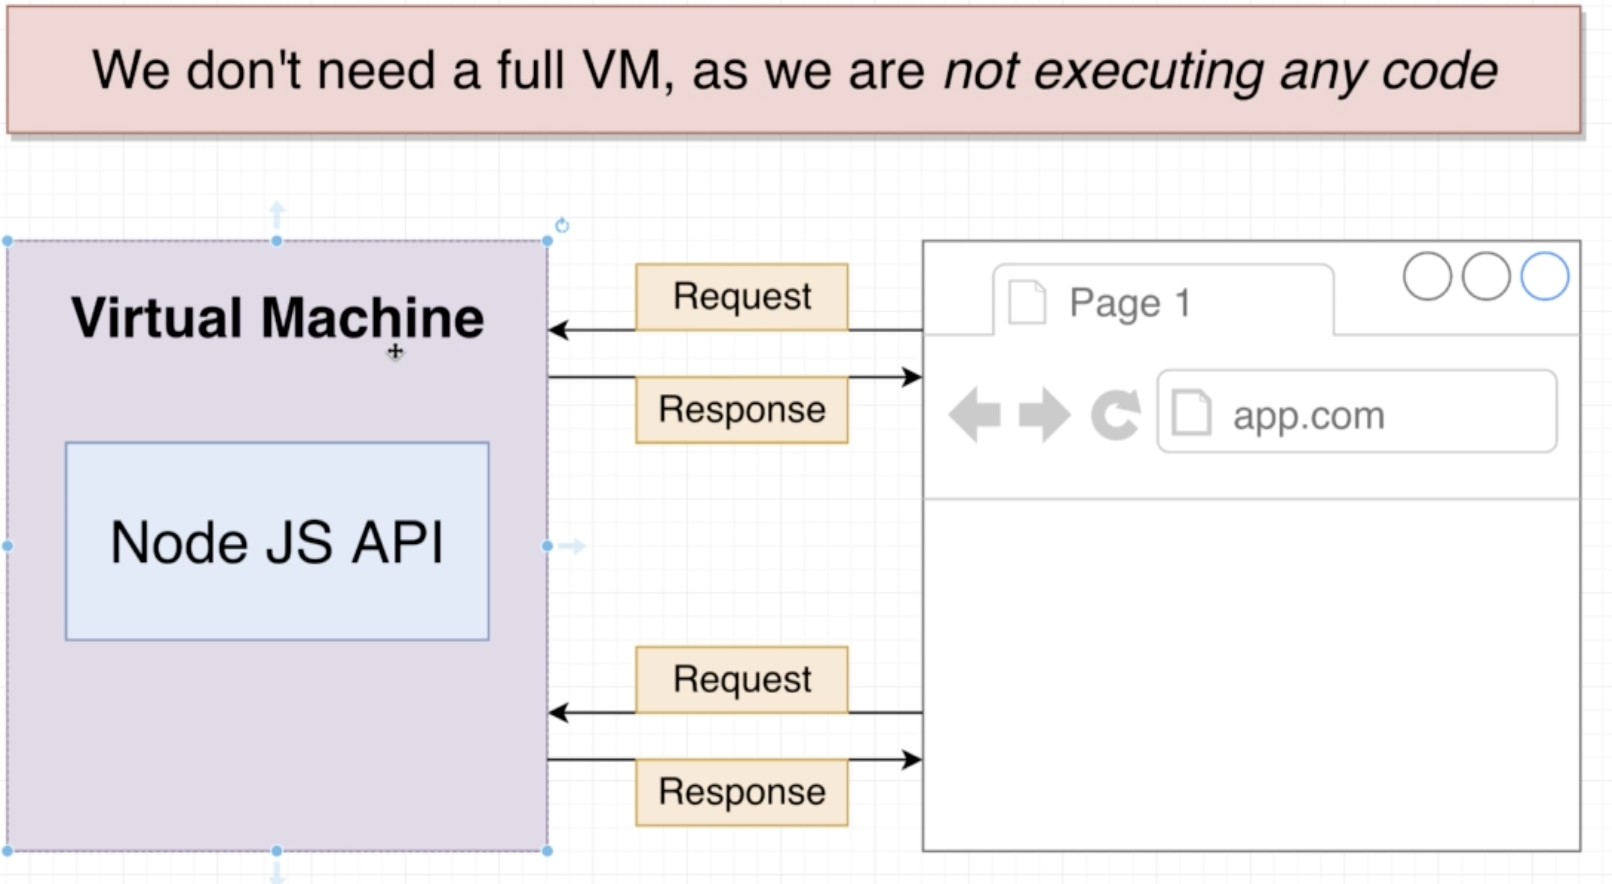 We don't need a full VM, as we are not executing any code
Virtual Machine
Node JS API
Request
Response
Request
Response
Page 1
app.com